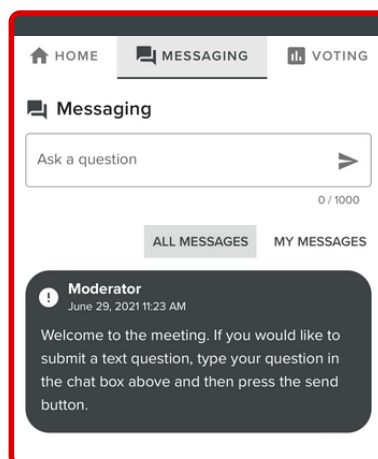 HOME MESSAGING VOTING
Messaging
Ask a question
0 / 1000
ALL MESSAGES MY MESSAGES
Moderator
June 29, 2021 11:23 AM
Welcome to the meeting. If you would like to
submit a text question, type your question in
the chat box above and then press the send
button.